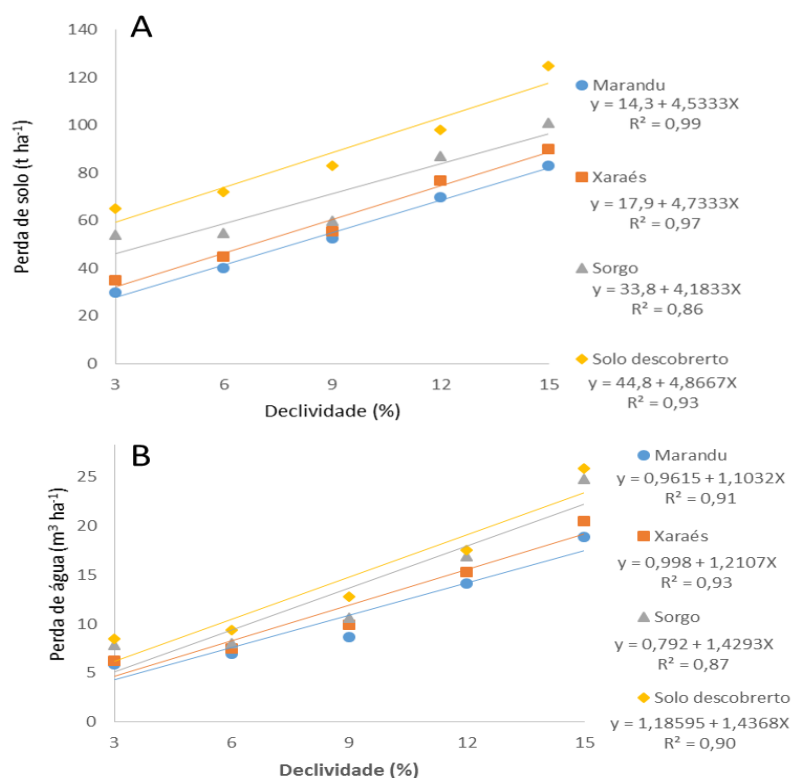 A
Perda de solo (t ha⁻¹)
140
120
100
80
60
40
20
0
3
6
9
12
15
Declividade (%)
Marandu
y = 14,3 + 4,5333X
R² = 0,99
Xaraés
y = 17,9 + 4,7333X
R² = 0,97
Sorgo
y = 33,8 + 4,1833X
R² = 0,86
Solo descobrerto
y = 44,8 + 4,8667X
R² = 0,93
B
Perda de água (m³ ha⁻¹)
25
20
15
10
5
0
3
6
9
12
15
Declividade (%)
Marandu
y = 0,9615 + 1,1032X
R² = 0,91
Xaraés
y = 0,998 + 1,2107X
R² = 0,93
Sorgo
y = 0,792 + 1,4293X
R² = 0,87
Solo descobrerto
y = 1,18595 + 1,4368X
R² = 0,90